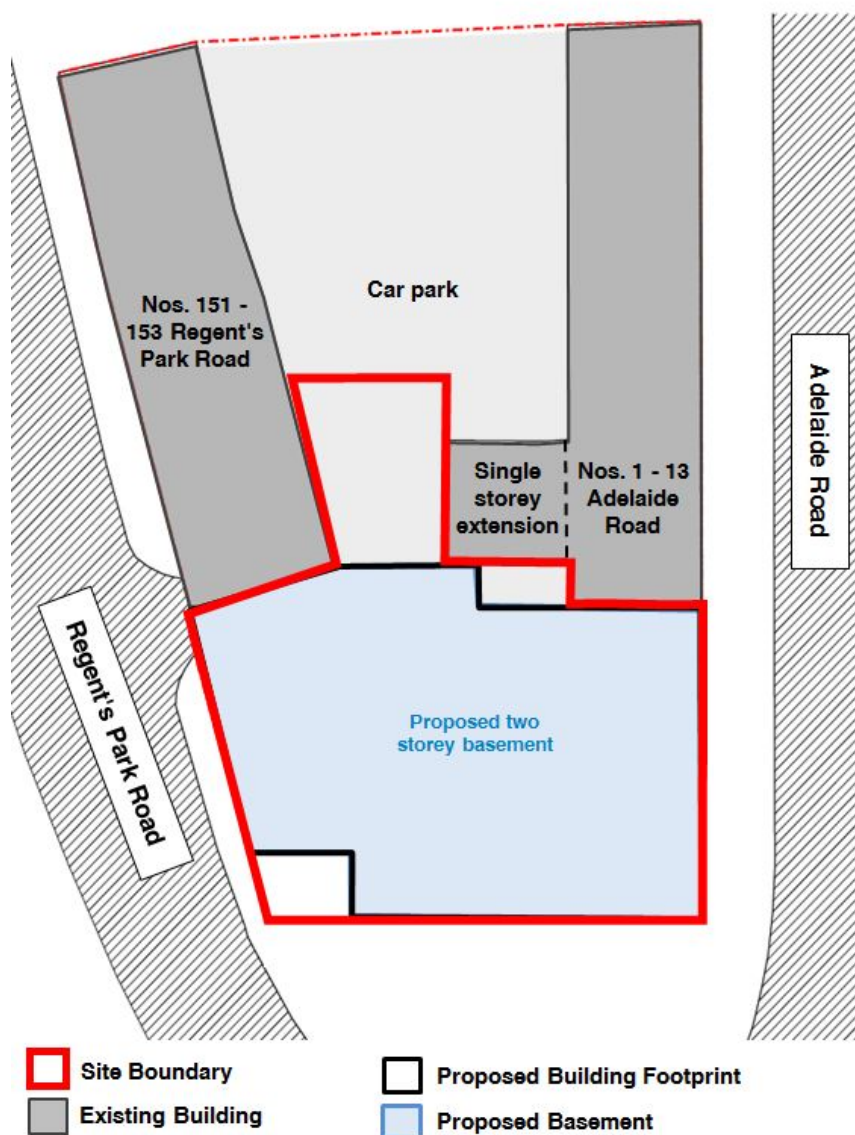 Car park
Nos. 151 -
153 Regent's
Park Road
Adelaide Road
Single
storey
extension
Nos. 1 - 13
Adelaide
Road
Regent's Park Road
Proposed two
storey basement
Site Boundary
Proposed Building Footprint
Existing Building
Proposed Basement